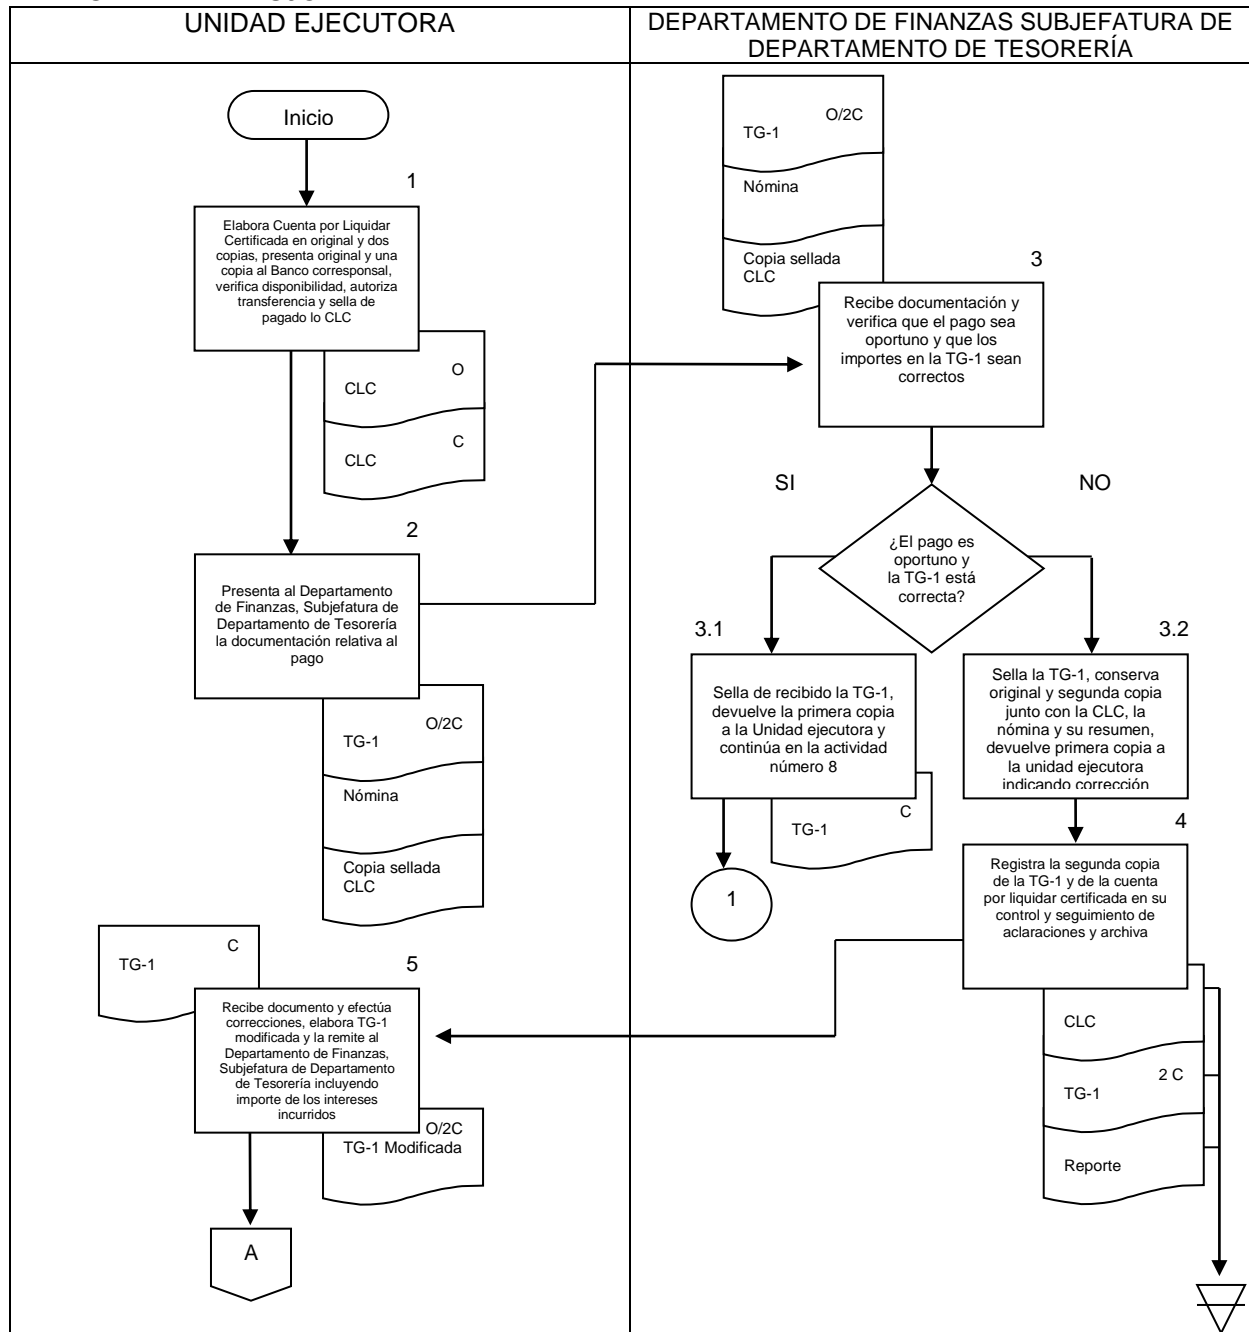 UNIDAD EJECUTORA
DEPARTAMENTO DE FINANZAS SUBJEFATURA DE
DEPARTAMENTO DE TESORERÍA
Inicio
1
Elabora Cuenta por Liquidar
Certificada en original y dos
copias, presenta original y una
copia al Banco corresponsal,
verifica disponibilidad, autoriza
transferencia y sella de
pagado lo CLC
O
CLC
C
CLC
2
Presenta al Departamento
de Finanzas, Subjefatura de
Departamento de Tesorería
la documentación relativa al
pago
O/2C
TG-1
Nómina
Copia sellada
CLC
O/2C
TG-1
Nómina
Copia sellada
CLC
3
Recibe documentación y
verifica que el pago sea
oportuno y que los
importes en la TG-1 sean
correctos
SI
NO
¿El pago es
oportuno y
la TG-1 está
correcta?
3.1
Sella de recibido la TG-1,
devuelve la primera copia
a la Unidad ejecutora y
continúa en la actividad
número 8
C
TG-1
1
3.2
Sella la TG-1, conserva
original y segunda copia
junto con la CLC, la
nómina y su resumen,
devuelve primera copia a
la unidad ejecutora
indicando corrección
4
Registra la segunda copia
de la TG-1 y de la cuenta
por liquidar certificada en su
control y seguimiento de
aclaraciones y archiva
CLC
2 C
TG-1
Reporte
C
TG-1
5
Recibe documento y efectúa
correcciones, elabora TG-1
modificada y la remite al
Departamento de Finanzas,
Subjefatura de Departamento
de Tesorería incluyendo
importe de los intereses
incurridos
O/2C
TG-1 Modificada
A